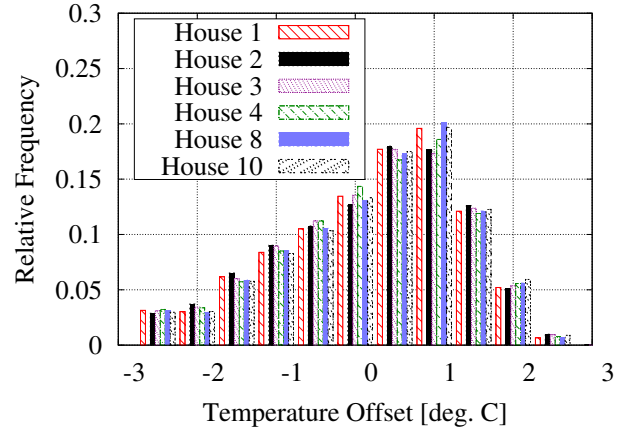 0.3
0.25
0.2
0.15
0.1
0.05
0
Relative Frequency
House 1
House 2
House 3
House 4
House 8
House 10
-3 -2 -1 0 1 2 3
Temperature Offset [deg. C]